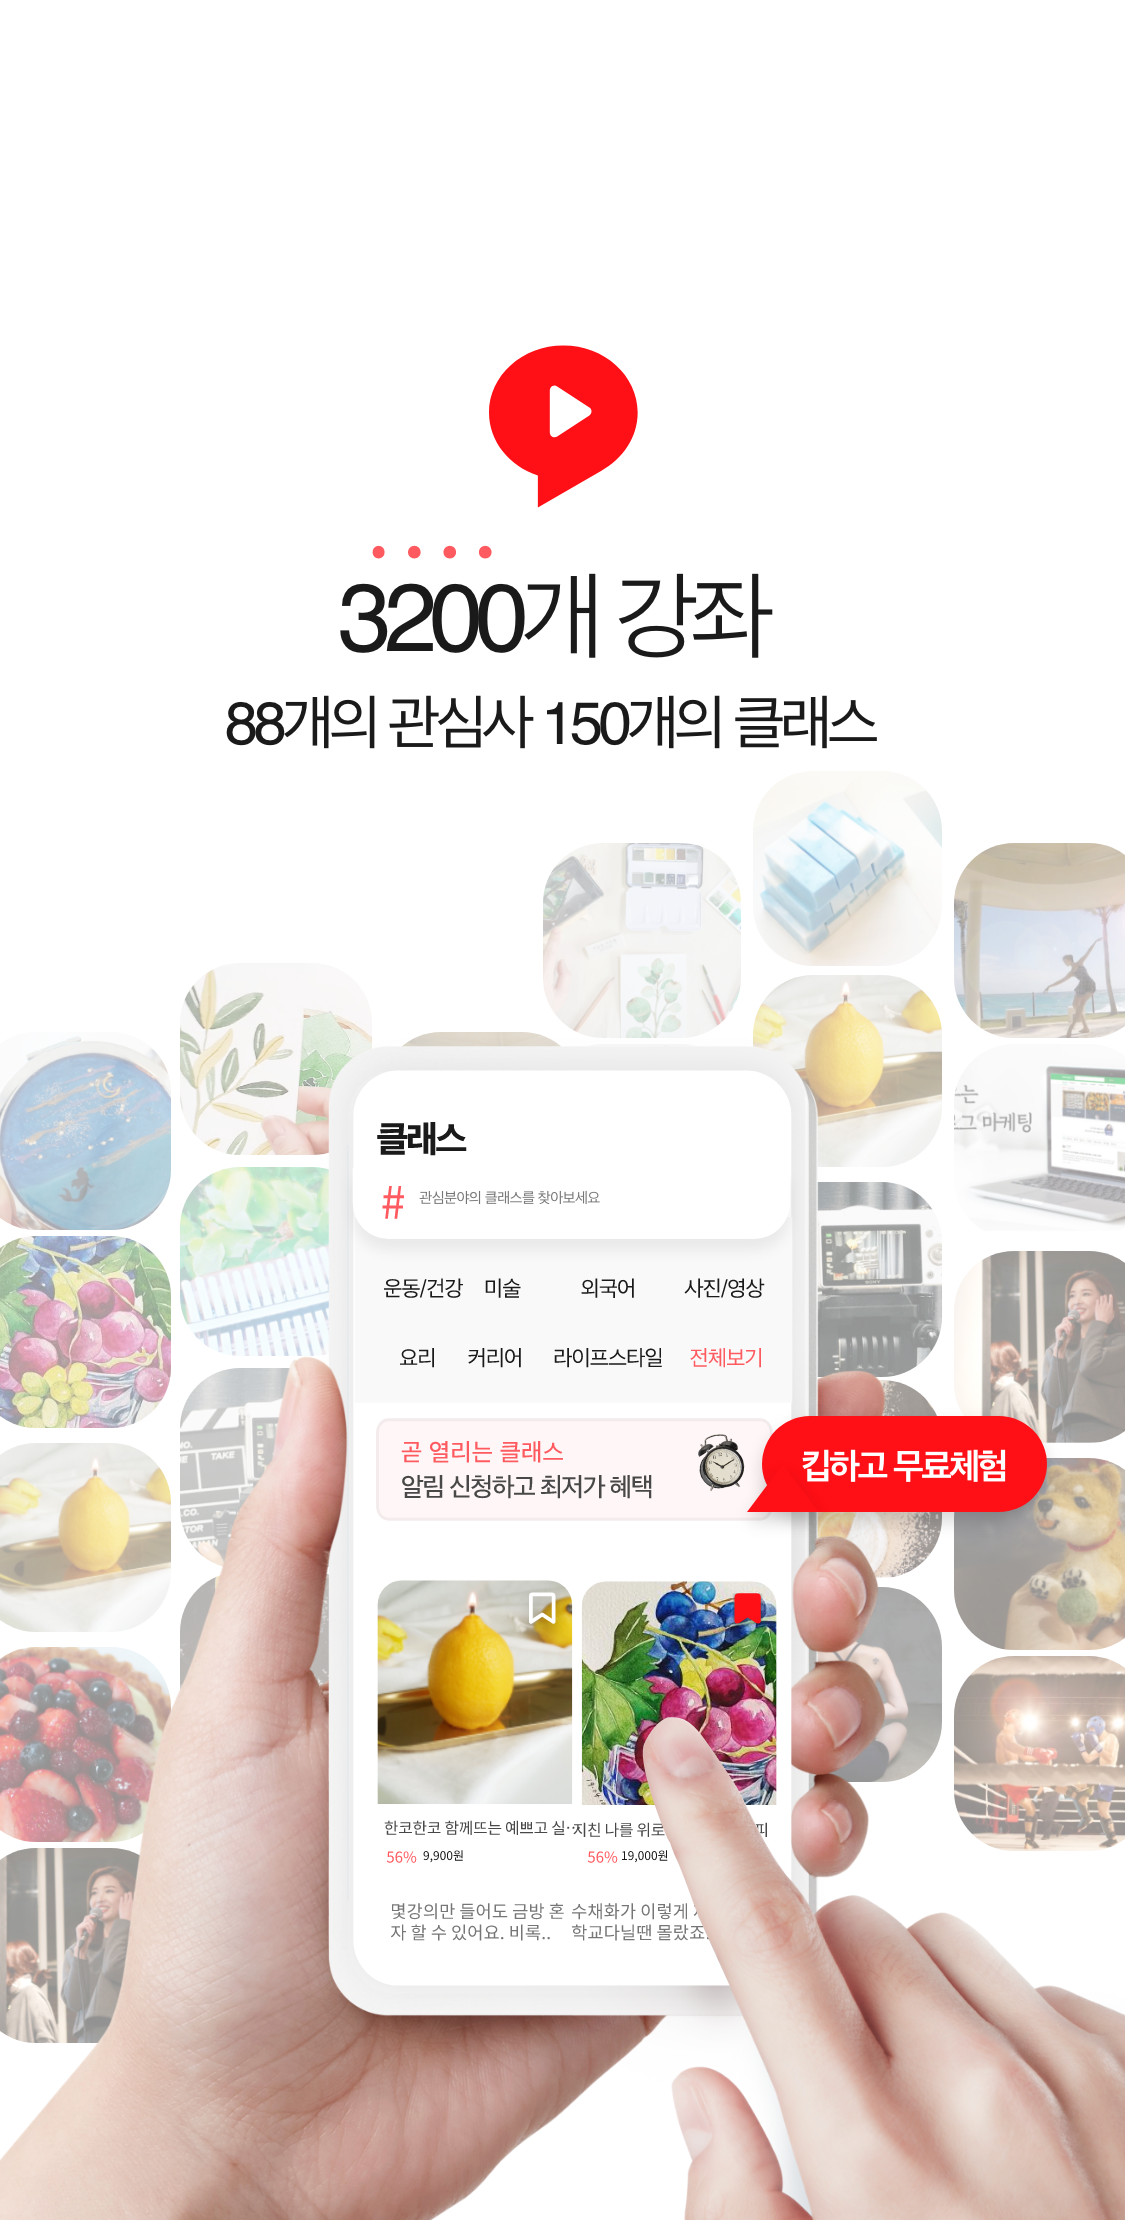 3200개 강좌
88개의 관심사 150개의 클래스
는
그 마케팅
클래스
# 관심분야의 클래스를 찾아보세요
운동/건강 미술 외국어 사진/영상
요리 커리어 라이프스타일 전체보기
곧 열리는 클래스
알림 신청하고 최저가 혜택
킵하고 무료체험
TAKE
SONY
한코한코 함께뜨는 예쁘고 실··
지친 나를 위로
피
56% 9,900원
56% 19,000원
몇강의만 들어도 금방 혼
자 할 수 있어요. 비록..
수채화가 이렇게
학교다닐땐 몰랐죠.